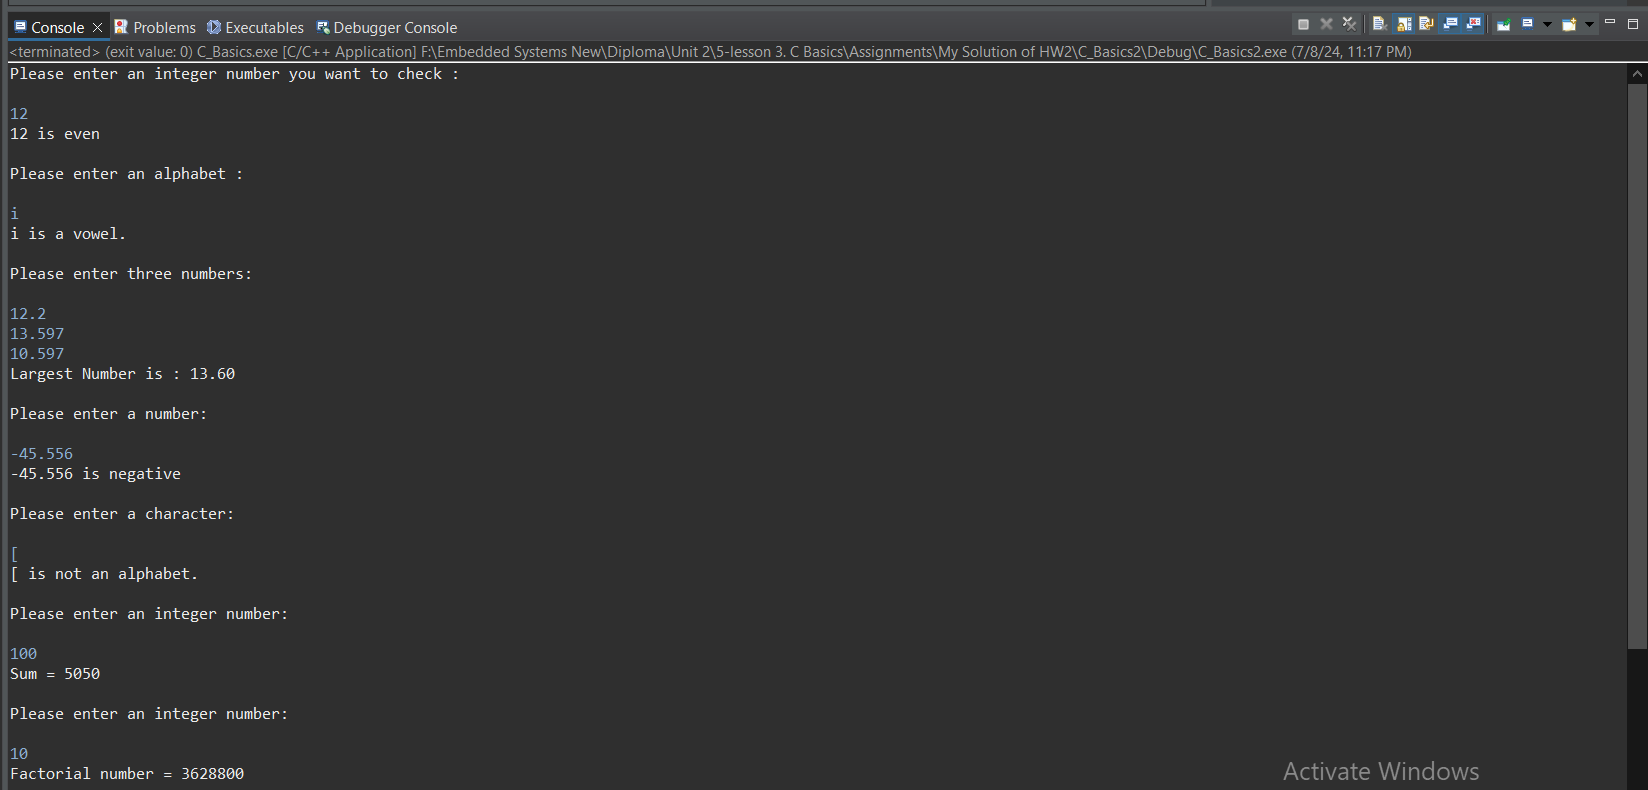 Console Problems Executables Debugger Console
<terminated> (exit value: 0) C_Basics.exe [C/C++ Application] F:\Embedded Systems New\Diploma\Unit 2\5-lesson 3. C Basics\Assignments\My Solution of HW2\C_Basics2\Debug\C_Basics2.exe (7/8/24, 11:17 PM)
Please enter an integer number you want to check :
12
12 is even
Please enter an alphabet :
i
i is a vowel.
Please enter three numbers:
12.2
13.597
10.597
Largest Number is : 13.60
Please enter a number:
-45.556
-45.556 is negative
Please enter a character:
[
[ is not an alphabet.
Please enter an integer number:
100
Sum = 5050
Please enter an integer number:
10
Factorial number = 3628800
Activate Windows